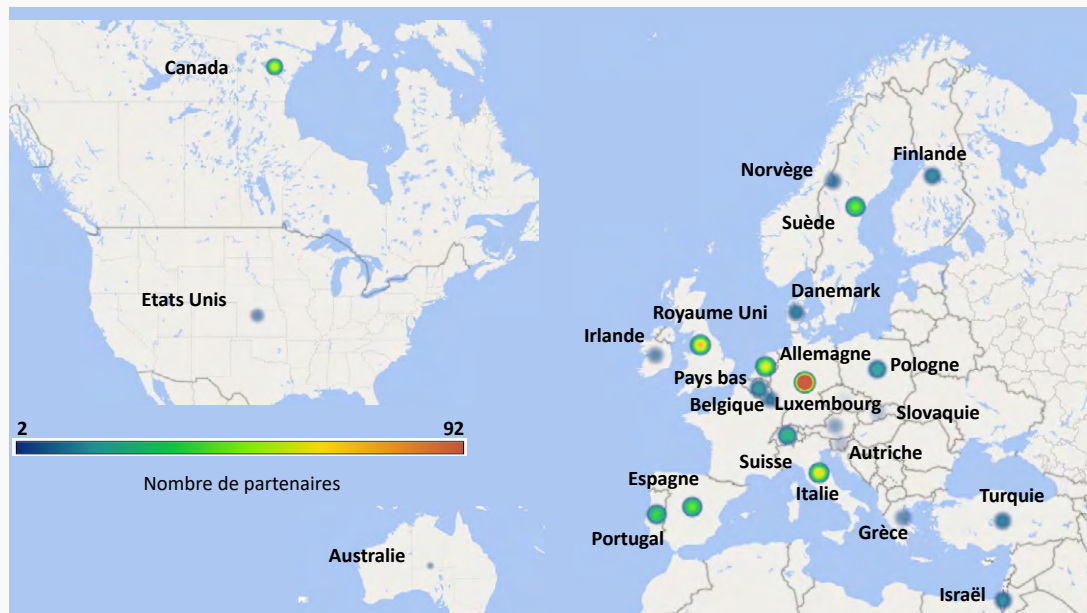 Canada
Etats Unis
2
92
Nombre de partenaires
Australie
Finlande
Norvège
Suède
Danemark
Royaume Uni
Irlande
Allemagne
Pologne
Pays bas
Belgique
Luxembourg
Slovaquie
Autriche
Suisse
Espagne
Italie
Turquie
Portugal
Grèce
Israël